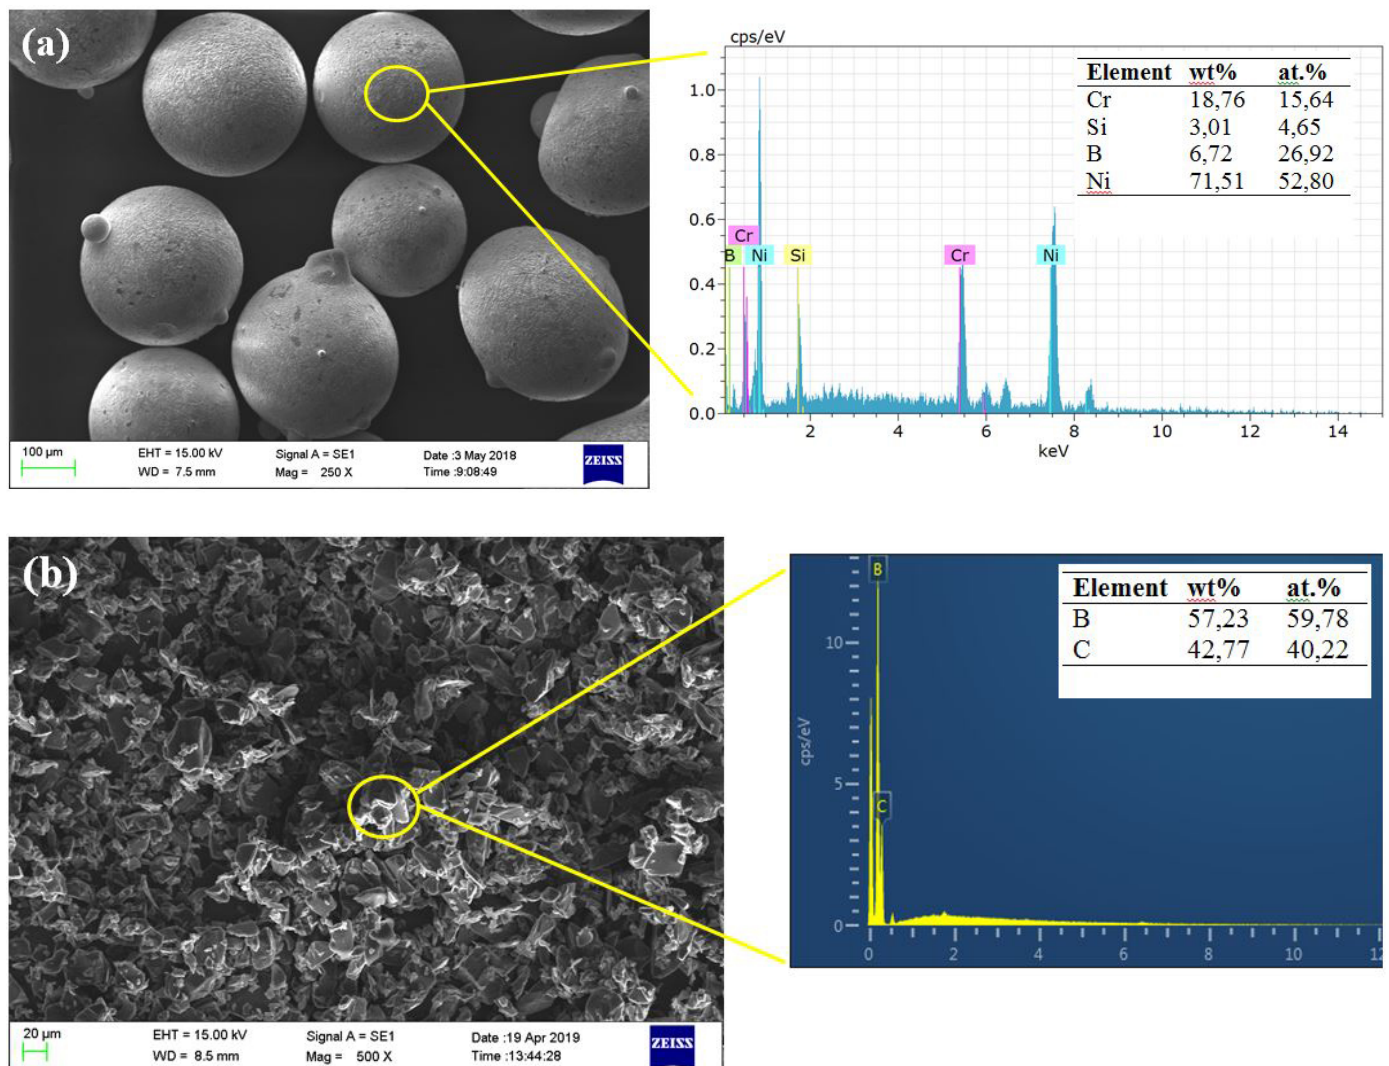 (a)
100 µm
EHT = 15.00 kV
WD = 7.5 mm
Signal A = SE1
Mag = 250 X
Date :3 May 2018
Time :9:08:49
ZEISS
cps/eV
1.0
0.8
0.6
0.4
0.2
0.0
B
Cr
Ni
Si
Cr
Ni
2 4 6 8 10 12 14
keV
Element wt% at.%
Cr 18,76 15,64
Si 3,01 4,65
B 6,72 26,92
Ni 71,51 52,80
(b)
20 µm
EHT = 15.00 kV
WD = 8.5 mm
Signal A = SE1
Mag = 500 X
Date :19 Apr 2019
Time :13:44:28
ZEISS
cps/eV
10
5
0
B
C
0 2 4 6 8 10 12
Element wt% at.%
B 57,23 59,78
C 42,77 40,22